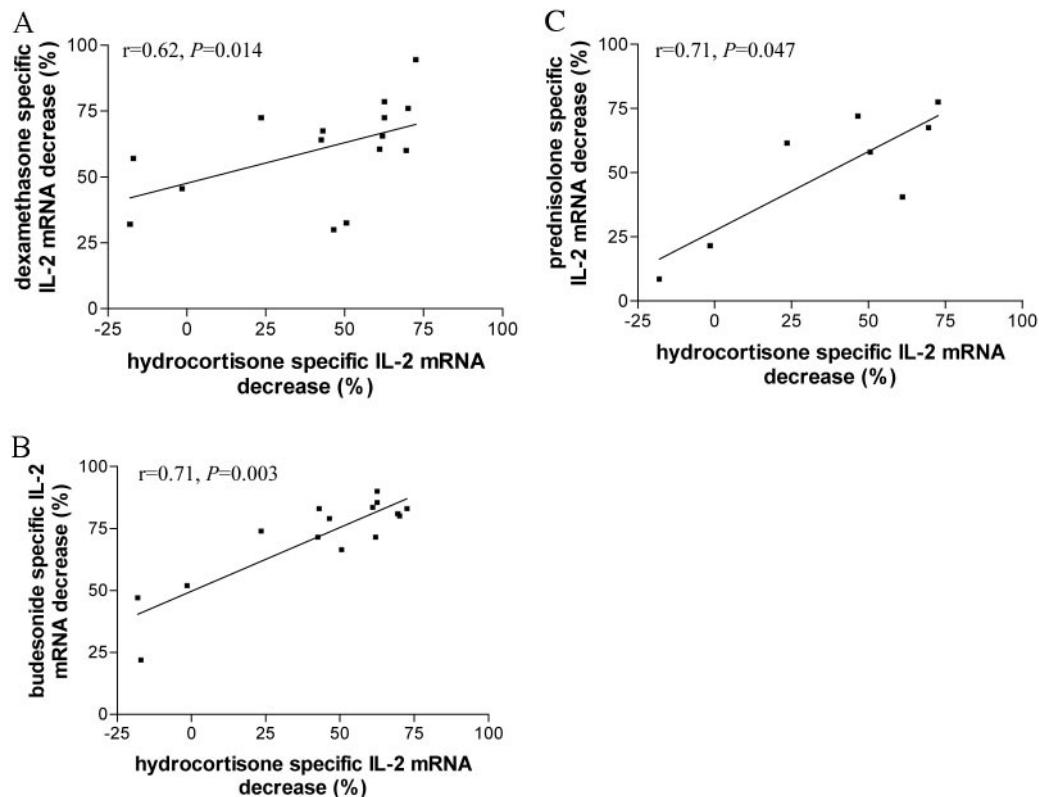 A
r=0.62, P=0.014
dexamethasone specific
IL-2 mRNA decrease (%)
100
75
50
25
0
-25 0 25 50 75 100
hydrocortisone specific IL-2 mRNA
decrease (%)
C
r=0.71, P=0.047
prednisolone specific
IL-2 mRNA decrease (%)
100
75
50
25
0
-25 0 25 50 75 100
hydrocortisone specific IL-2 mRNA
decrease (%)
B
r=0.71, P=0.003
budesonide specific IL-2
mRNA decrease (%)
100
75
50
25
0
-25 0 25 50 75 100
hydrocortisone specific IL-2 mRNA
decrease (%)